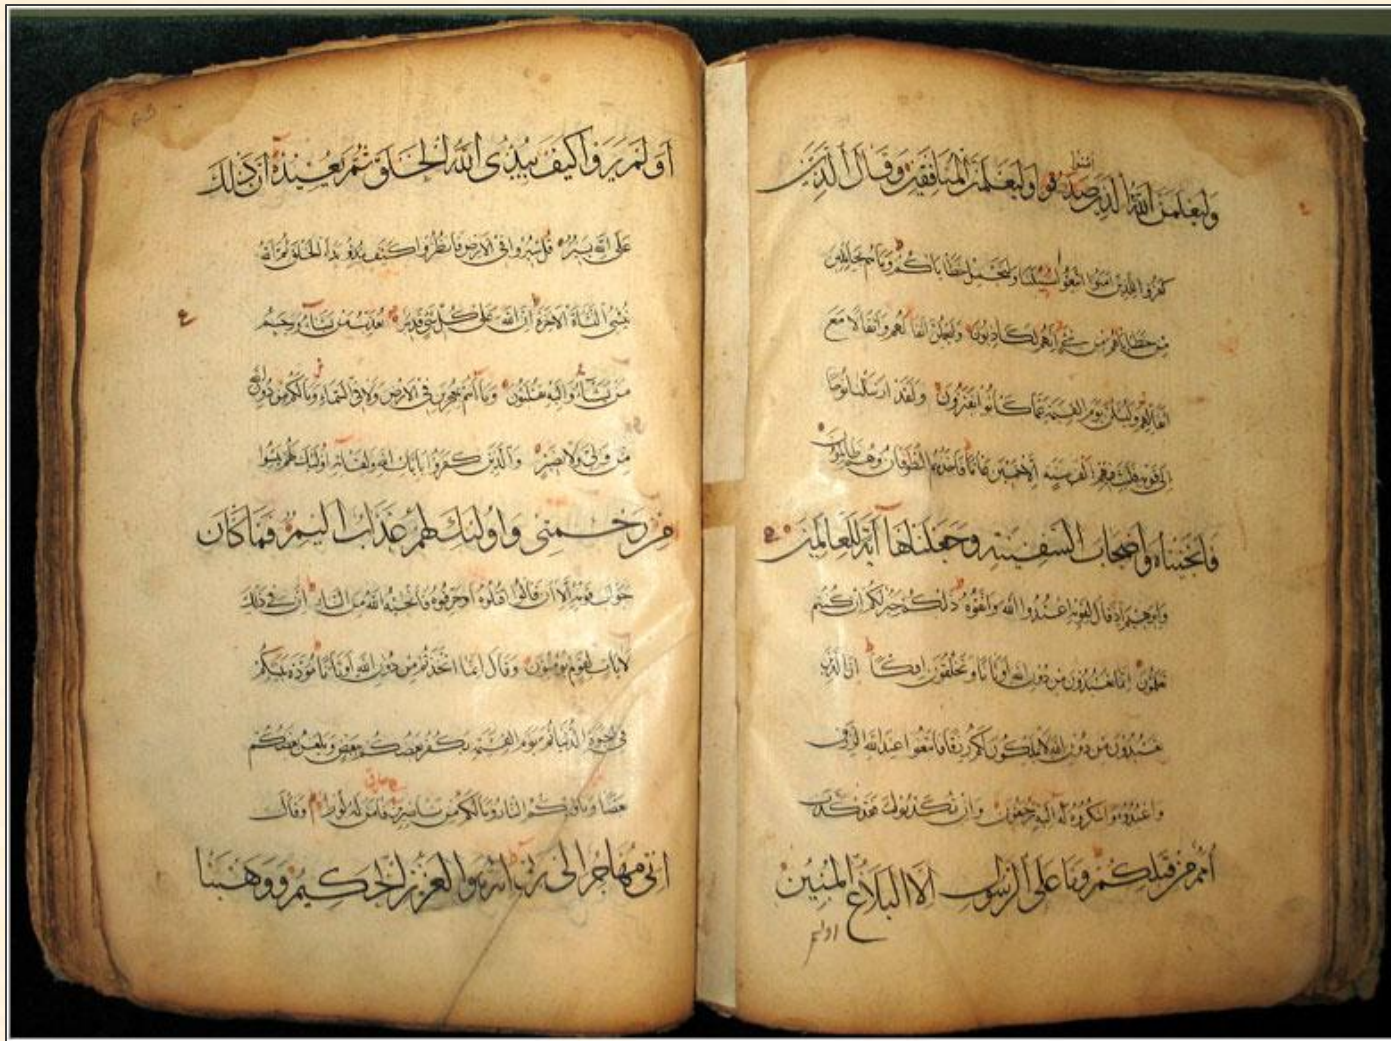 وليعلمن الله الذين صدقوا وليعلمن المنافقين وقال الذين
امنوا
كفروا للذين امنوا اتبعوا سبيلنا ولنحمل خطاياكم وما هم بحاملين
من خطاياهم من شيء انهم لكاذبون وليحملن اثقالهم واثقالا مع
اثقالهم وليسئلن يوم القيمة عما كانوا يفترون ولقد ارسلنا نوحا
الى قومه فلبث فيهم الف سنة الا خمسين عاما فاخذهم الطوفان وهم ظالمون
فانجيناه واصحاب السفينة وجعلناها آية للعالمين
وابرهيم اذ قال لقومه اعبدوا الله واتقوه ذلكم خير لكم ان كنتم
تعلمون انما تعبدون من دون الله اوثانا وتخلقون افكا ان الذين
تعبدون من دون الله لا يملكون لكم رزقا فابتغوا عند الله الرزق
واعبدوه واشكروا له اليه ترجعون وان تكذبوا فقد كذب
امم من قبلكم وما على الرسول الا البلاغ المبين
اولم
اولم يروا كيف يبدئ الله الخلق ثم يعيده ان ذلك
على الله يسير قل سيروا في الارض فانظروا كيف بدأ الخلق ثم الله
ينشئ النشأة الاخرة ان الله على كل شئ قدير يعذب من يشاء ويرحم
من يشاء واليه تقلبون وما انتم بمعجزين في الارض ولا في السماء وما لكم من دون الله
من ولي ولا نصير والذين كفروا بايات الله ولقائه اولئك يئسوا
من رحمتي واولئك لهم عذاب اليم فما كان
جواب قومه الا ان قالوا اقتلوه او حرقوه فانجيه الله من النار ان في ذلك
لايات لقوم يؤمنون وقال انما اتخذتم من دون الله اوثانا مودة بينكم
في الحيوة الدنيا ثم يوم القيمة يكفر بعضكم ببعض ويلعن بعضكم
بعضا وماويكم النار وما لكم من ناصرين فامن له لوط وقال
اني مهاجر الى ربي انه هو العزيز الحكيم ووهبنا